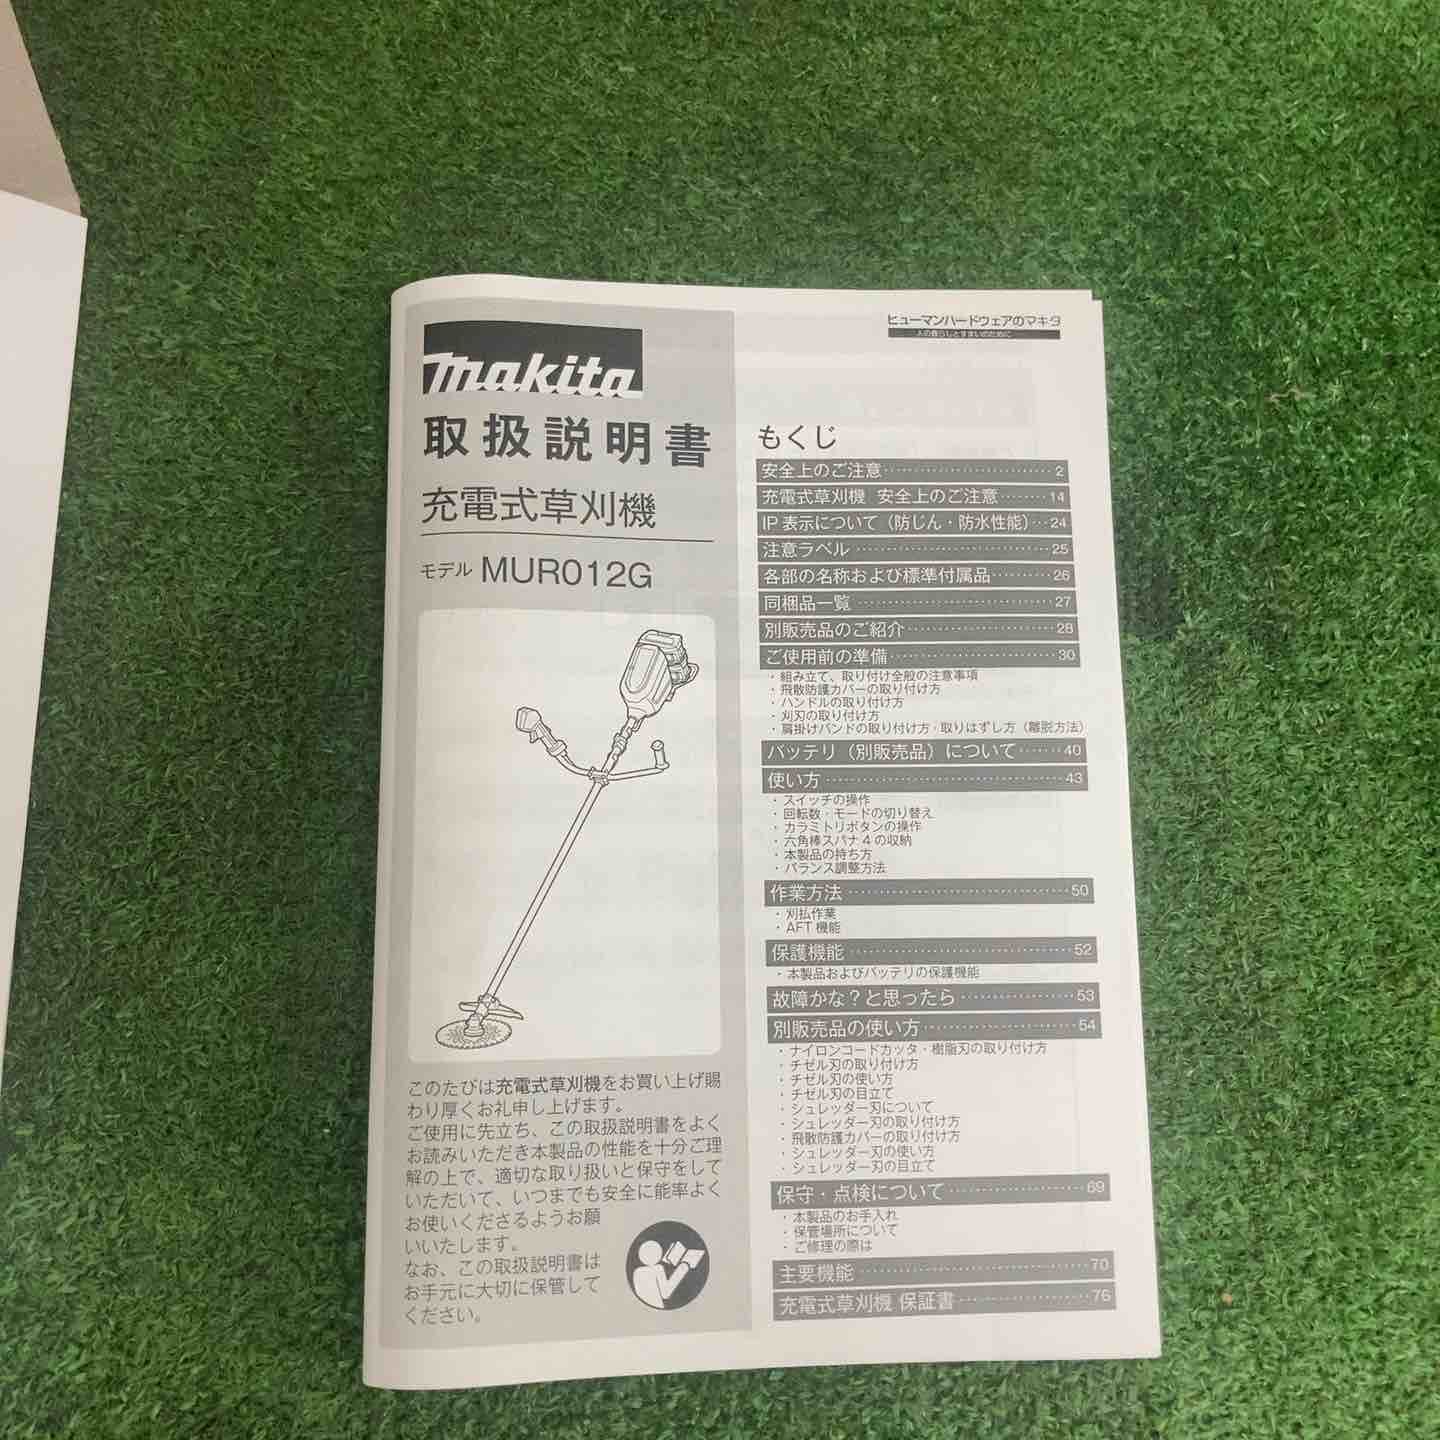 makita
取扱説明書
充電式草刈機
モデル MUR012G
このたびは充電式草刈機をお買い上げ賜
わり厚くお礼申し上げます。
ご使用に先立ち、この取扱説明書をよく
お読みいただき本製品の性能を十分ご理
解の上で、適切な取り扱いと保守をして
いただいて、いつまでも安全に能率よく
お使いくださるようお願
いいたします。
なお、この取扱説明書は
お手元に大切に保管して
ください。
ヒューマンハードウェアのマキタ
人の暮らしとすまいのために
もくじ
安全上のご注意 2
充電式草刈機 安全上のご注意 14
IP 表示について（防じん・防水性能） 24
注意ラベル 25
各部の名称および標準付属品 26
同梱品一覧 27
別販売品のご紹介 28
ご使用前の準備 30
・組み立て、取り付け全般の注意事項
・飛散防護カバーの取り付け方
・ハンドルの取り付け方
・刈刃の取り付け方
・肩掛けバンドの取り付け方・取りはずし方（離脱方法）
バッテリ（別販売品）について 40
使い方 43
・スイッチの操作
・回転数・モードの切り替え
・カラミトリボタンの操作
・六角棒スパナ 4 の収納
・本製品の持ち方
・バランス調整方法
作業方法 50
・刈払作業
・AFT 機能
保護機能 52
・本製品およびバッテリの保護機能
故障かな？と思ったら 53
別販売品の使い方 54
・ナイロンコードカッタ・樹脂刃の取り付け方
・チゼル刃の取り付け方
・チゼル刃の使い方
・チゼル刃の目立て
・シュレッダー刃について
・シュレッダー刃の取り付け方
・飛散防護カバーの取り付け方
・シュレッダー刃の使い方
・シュレッダー刃の目立て
保守・点検について 69
・本製品のお手入れ
・保管場所について
・ご修理の際は
主要機能 70
充電式草刈機 保証書 76